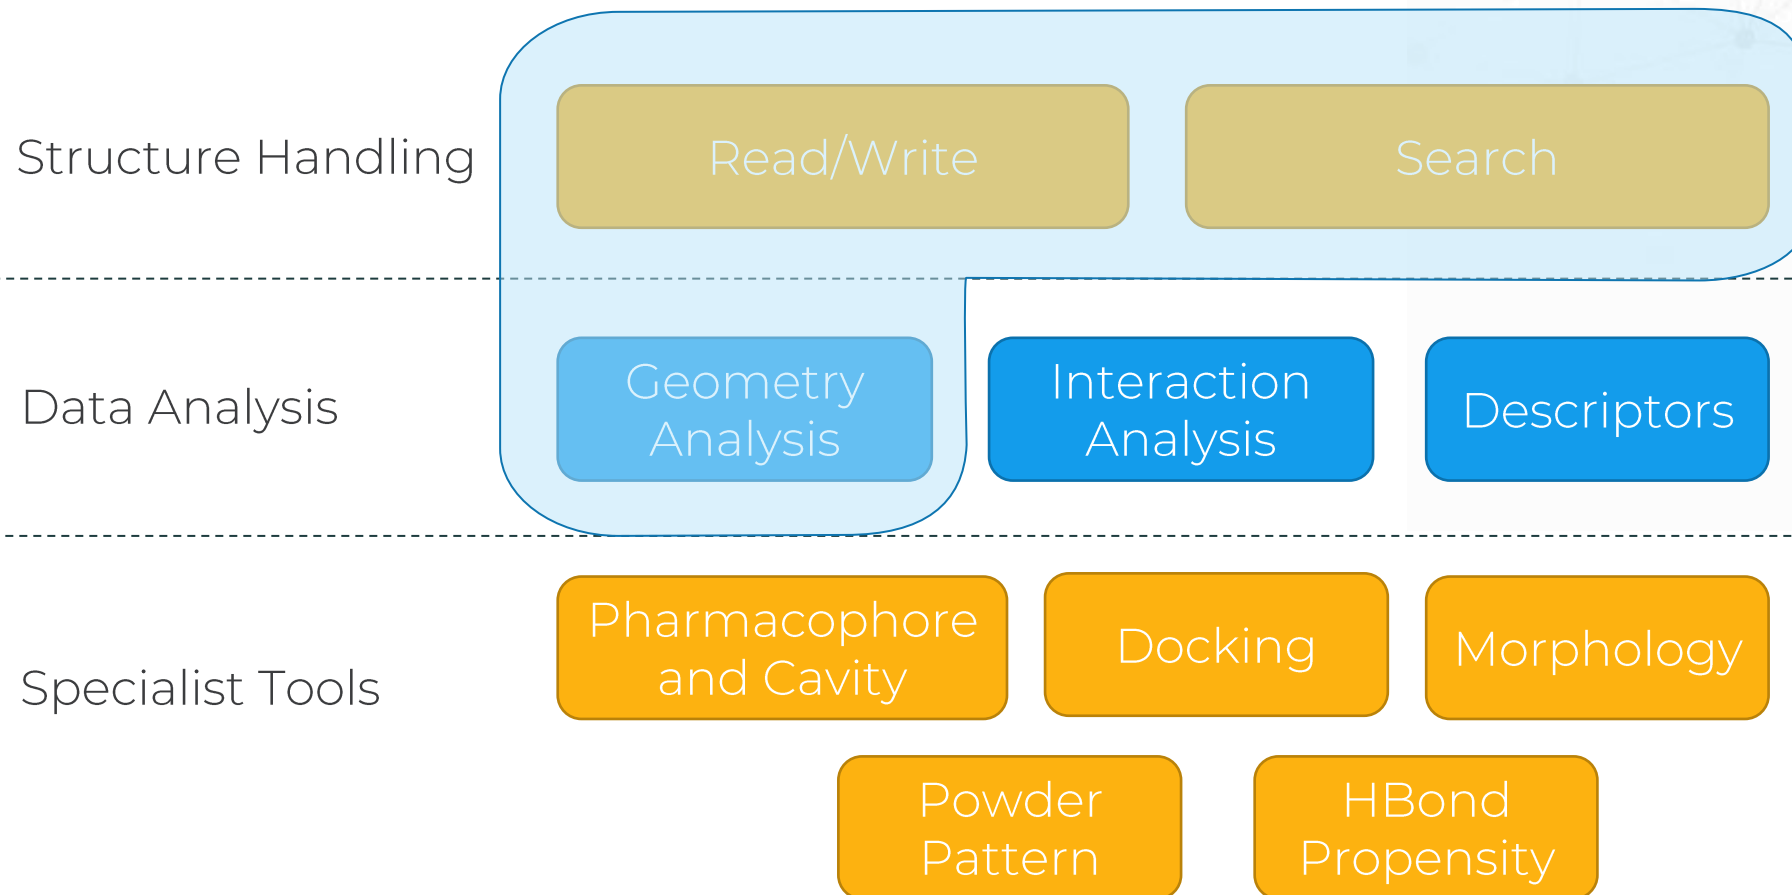 Structure Handling
Read/Write
Search
Data Analysis
Geometry
Analysis
Interaction
Analysis
Descriptors
Specialist Tools
Pharmacophore
and Cavity
Docking
Morphology
Powder
Pattern
HBond
Propensity